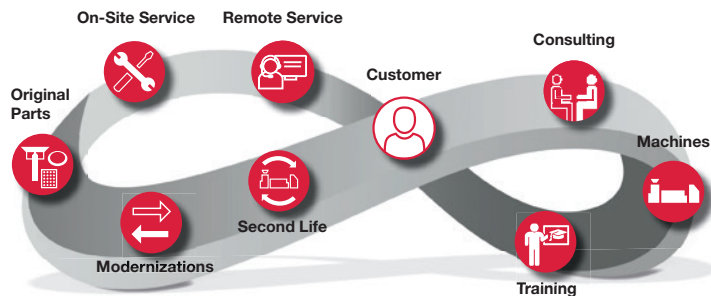 On-Site Service
Remote Service
Consulting
Customer
Original
Parts
Machines
Second Life
Modernizations
Training